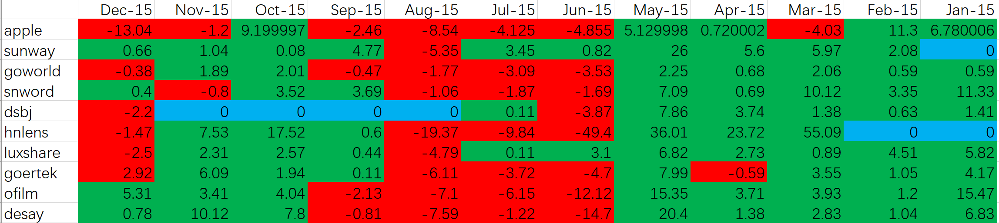 Dec-15 Nov-15 Oct-15 Sep-15 Aug-15 Jul-15 Jun-15 May-15 Apr-15 Mar-15 Feb-15 Jan-15
apple -13.04 -1.2 9.199997 -2.46 -8.54 -4.125 -4.855 5.129998 0.720002 -4.03 11.3 6.780006
sunway 0.66 1.04 0.08 4.77 -5.35 3.45 0.82 26 5.6 5.97 2.08 0
goworld -0.38 1.89 2.01 -0.47 -1.77 -3.09 -3.53 2.25 0.68 2.06 0.59 0.59
snword 0.4 -0.8 3.52 3.69 -1.06 -1.87 -1.69 7.09 0.69 10.12 3.35 11.33
dsbj -2.2 0 0 0 0 0.11 -3.87 7.86 3.74 1.38 0.63 1.41
hnlens -1.47 7.53 17.52 0.6 -19.37 -9.84 -49.4 36.01 23.72 55.09 0 0
luxshare -2.5 2.31 2.57 0.44 -4.79 0.11 3.1 6.82 2.73 0.89 4.51 5.82
goertek 2.92 6.09 1.94 0.11 -6.11 -3.72 -4.7 7.99 -0.59 3.55 1.05 4.17
ofilm 5.31 3.41 4.04 -2.13 -7.1 -6.15 -12.12 15.35 3.71 3.93 1.2 15.47
desay 0.78 10.12 7.8 -0.81 -7.59 -1.22 -14.7 20.4 1.38 2.83 1.04 6.83